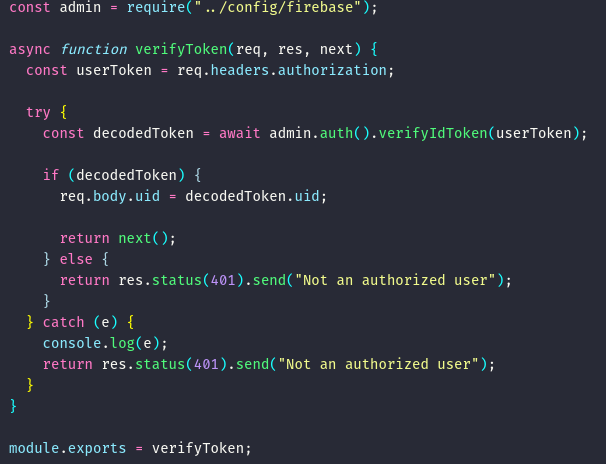 const admin = require("../config/firebase");

async function verifyToken(req, res, next) {
  const userToken = req.headers.authorization;

  try {
    const decodedToken = await admin.auth().verifyIdToken(userToken);

    if (decodedToken) {
      req.body.uid = decodedToken.uid;

      return next();
    } else {
      return res.status(401).send("Not an authorized user");
    }
  } catch (e) {
    console.log(e);
    return res.status(401).send("Not an authorized user");
  }
}

module.exports = verifyToken;